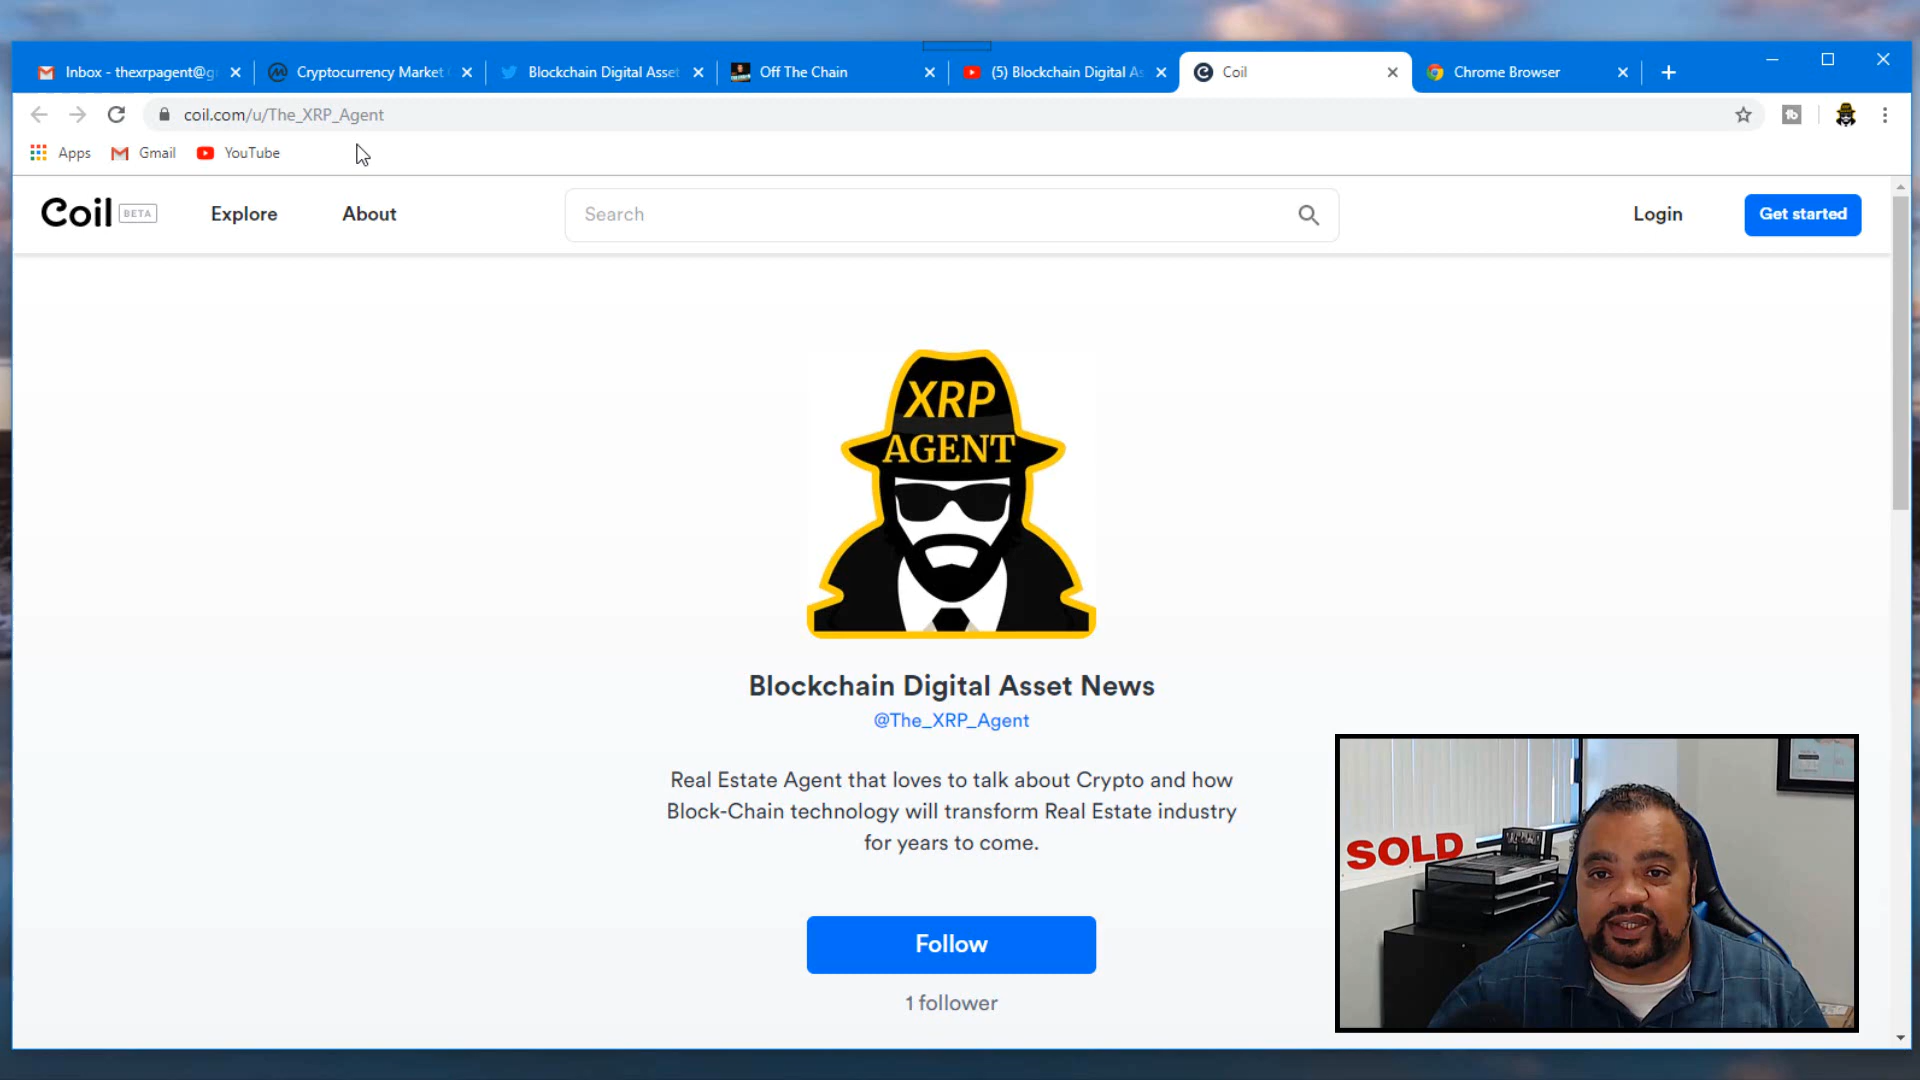 Inbox - thexrpagent@g
Cryptocurrency Market
Blockchain Digital Asset
Off The Chain
(5) Blockchain Digital As
Coil
Chrome Browser
coil.com/u/The_XRP_Agent
Apps
Gmail
YouTube
Coil BETA
Explore
About
Search
Login
Get started
XRP
AGENT
Blockchain Digital Asset News
@The_XRP_Agent
Real Estate Agent that loves to talk about Crypto and how
Block-Chain technology will transform Real Estate industry
for years to come.
Follow
1 follower
SOLD